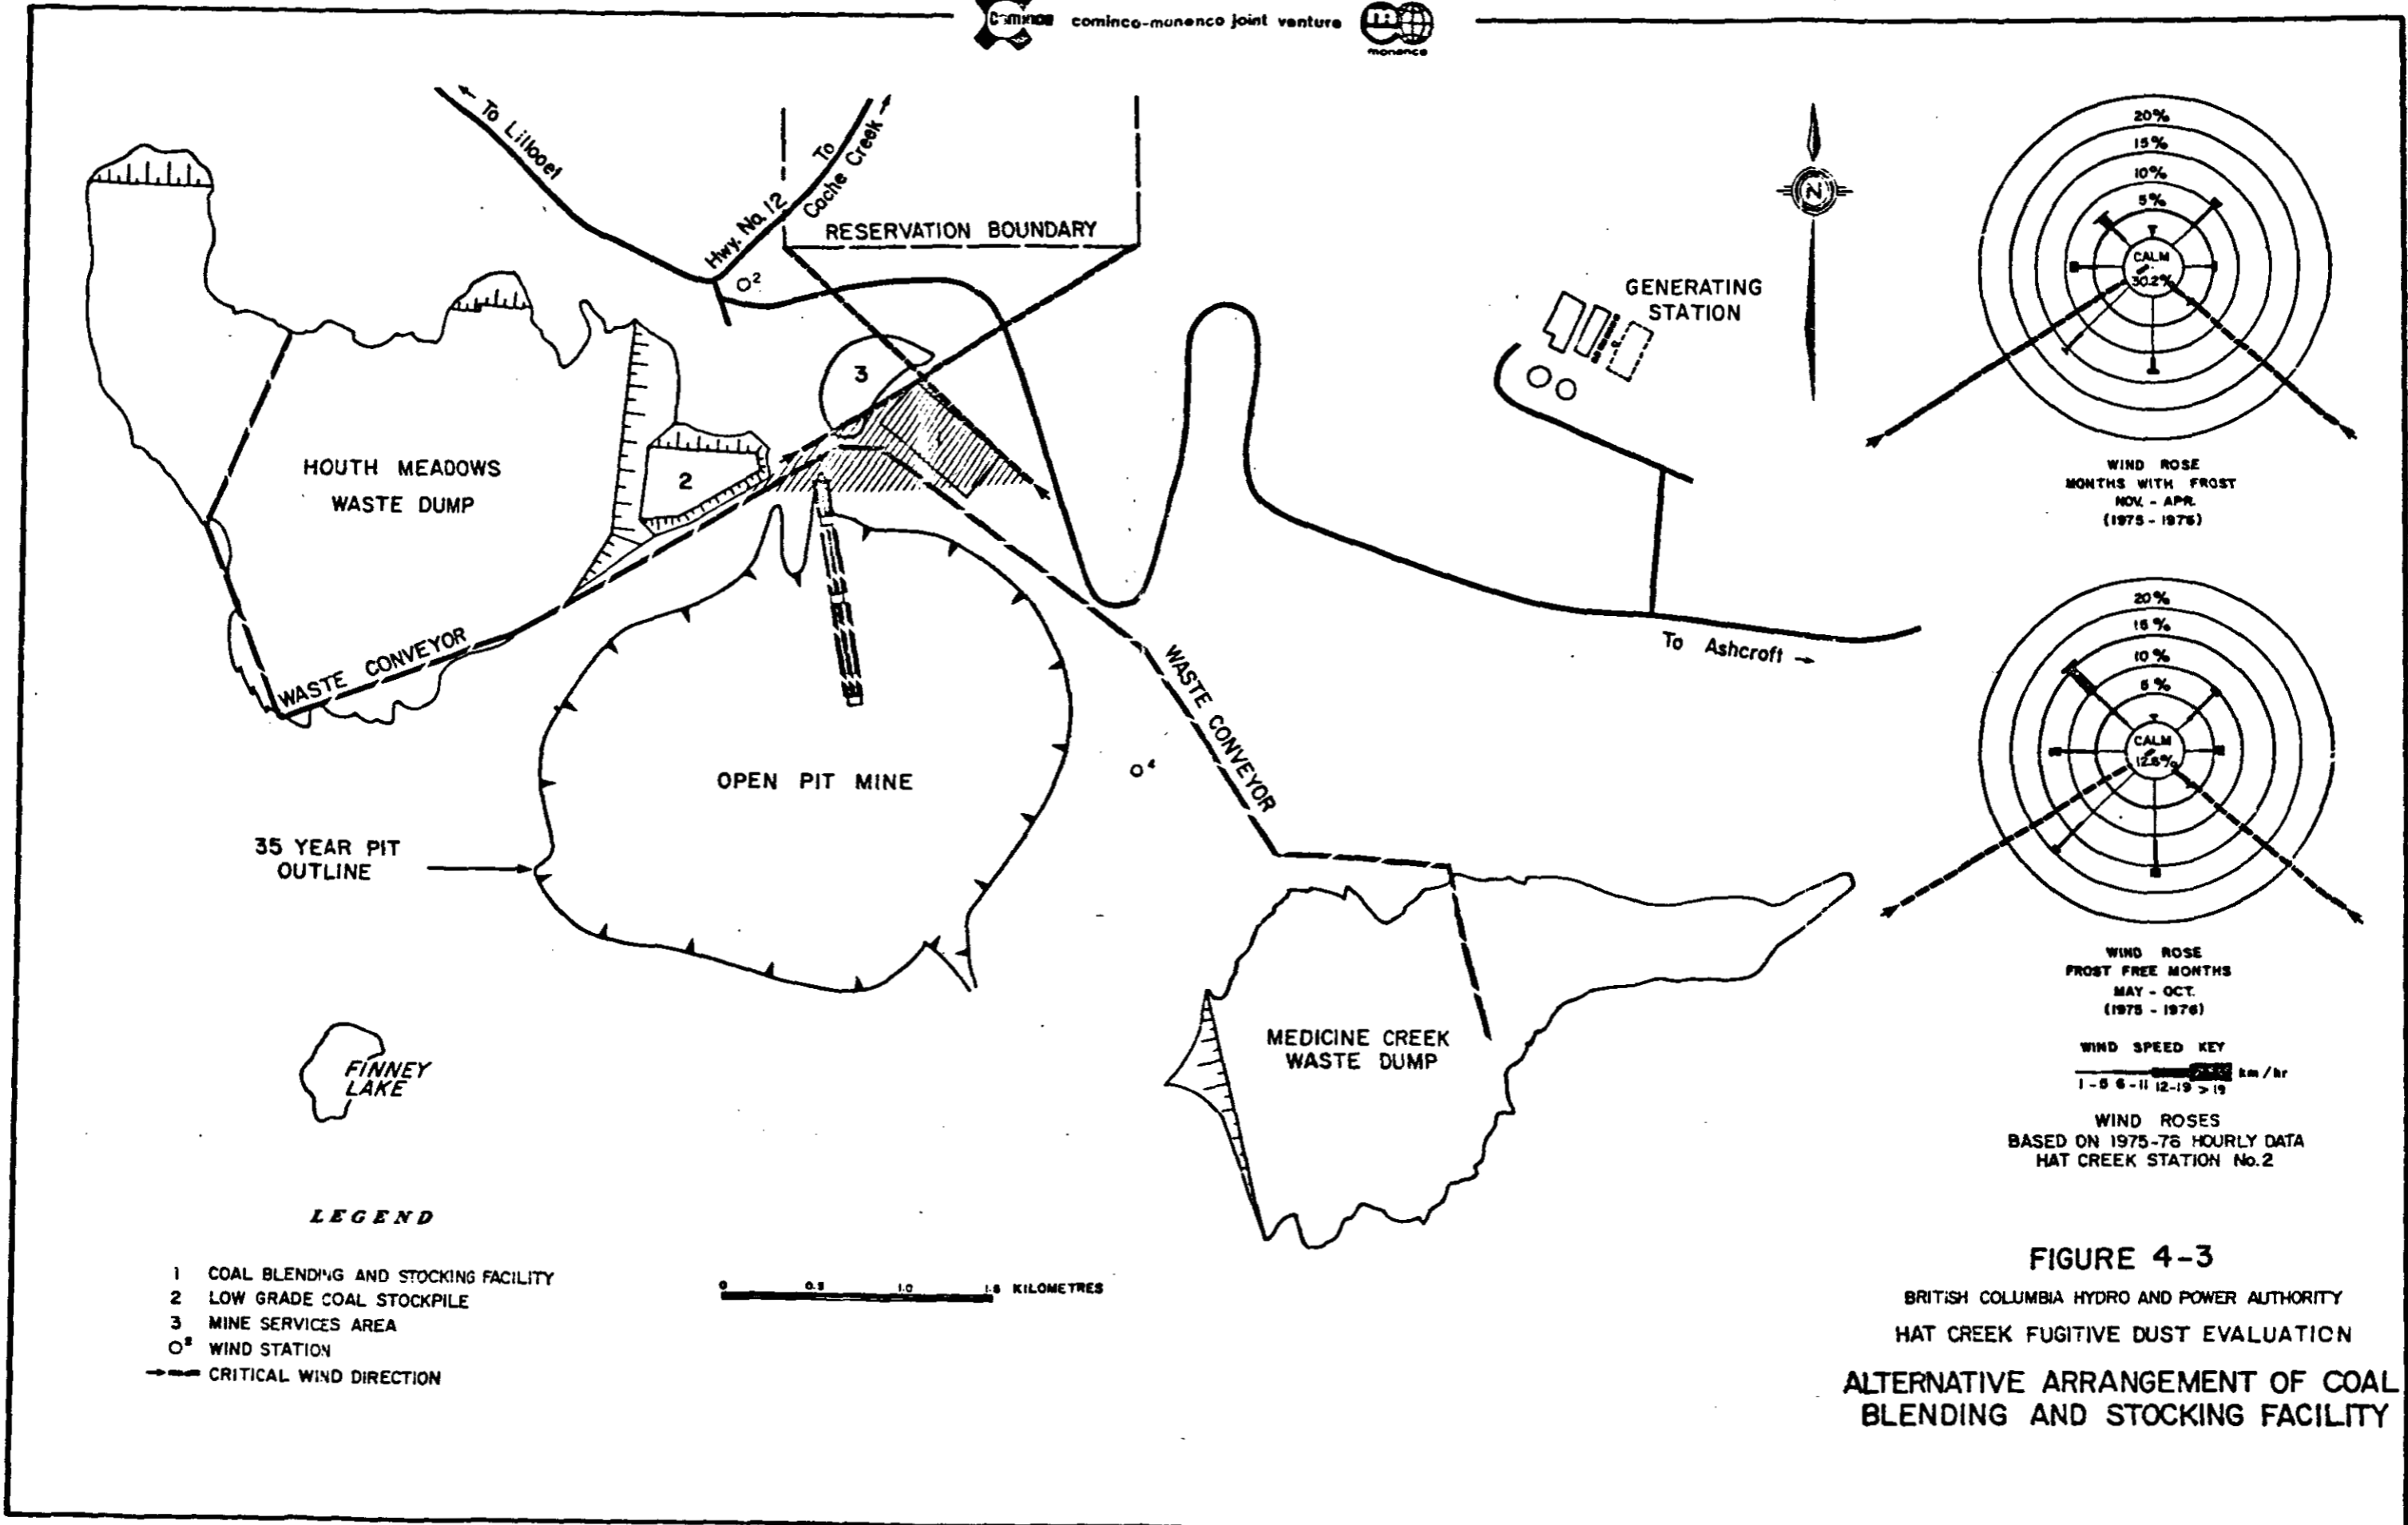 Cominco cominco-monenco joint venture
monenco
← To Lillooet
Hwy. No. 12
To
Cache Creek
RESERVATION BOUNDARY
O²
GENERATING
STATION
N
3
1
2
HOUTH MEADOWS
WASTE DUMP
WASTE CONVEYOR
WASTE CONVEYOR
To Ashcroft →
OPEN PIT MINE
O⁴
35 YEAR PIT
OUTLINE
MEDICINE CREEK
WASTE DUMP
FINNEY
LAKE
20%
15%
10%
5%
CALM
30.2%
WIND ROSE
MONTHS WITH FROST
NOV. - APR.
(1975 - 1976)
20%
15%
10%
5%
CALM
WIND ROSE
FROST FREE MONTHS
MAY - OCT.
(1975 - 1976)
WIND SPEED KEY
km/hr
1-5 6-11 12-19 >19
WIND ROSES
BASED ON 1975-76 HOURLY DATA
HAT CREEK STATION No.2
LEGEND
1 COAL BLENDING AND STOCKING FACILITY
2 LOW GRADE COAL STOCKPILE
3 MINE SERVICES AREA
O² WIND STATION
CRITICAL WIND DIRECTION
0 0.5 1.0 1.5 KILOMETRES
FIGURE 4-3
BRITISH COLUMBIA HYDRO AND POWER AUTHORITY
HAT CREEK FUGITIVE DUST EVALUATION
ALTERNATIVE ARRANGEMENT OF COAL
BLENDING AND STOCKING FACILITY